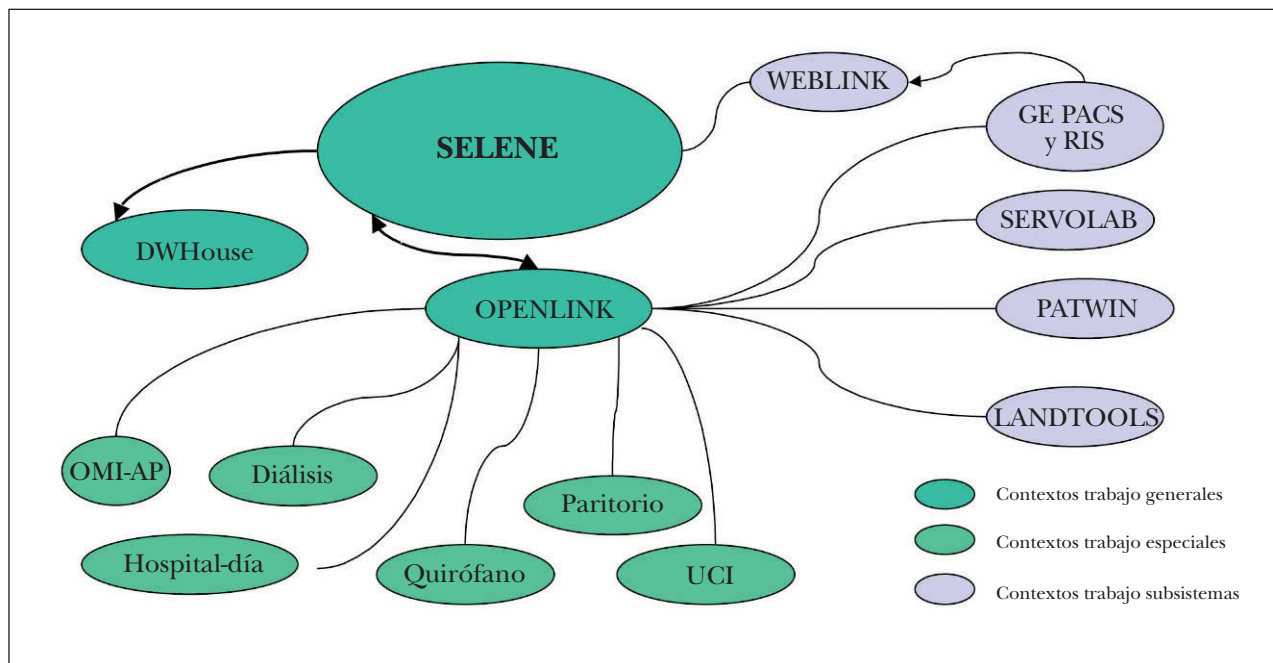 WEBLINK
GE PACS
y RIS
SELENE
SERVOLAB
DWHouse
OPENLINK
PATWIN
LANDTOOLS
OMI-AP
Diálisis
Paritorio
Hospital-día
Quirófano
UCI
Contextos trabajo generales
Contextos trabajo especiales
Contextos trabajo subsistemas